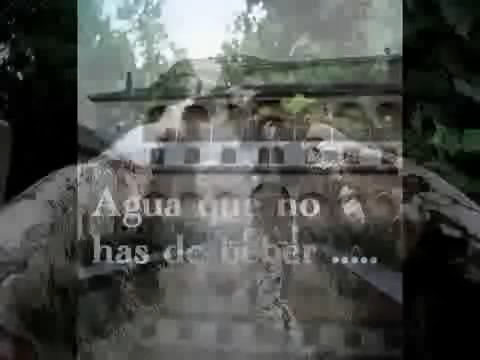 Agua que no
has de beber .....